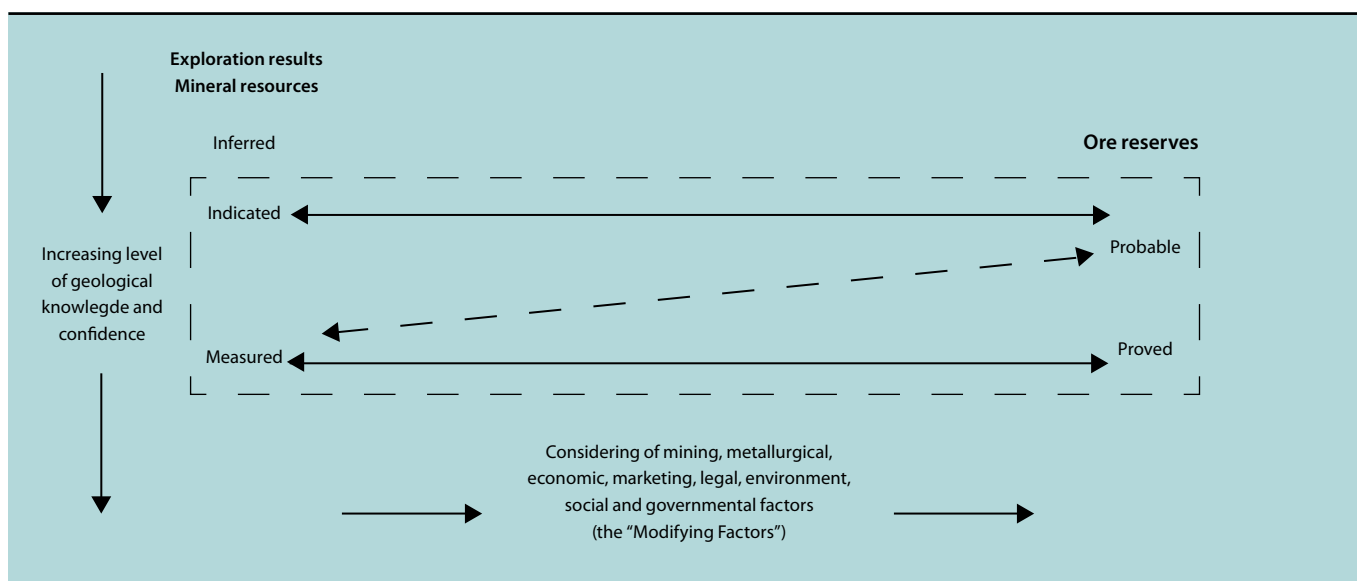 Exploration results
Mineral resources
Inferred
Ore reserves
Indicated
Probable
Increasing level
of geological
knowlegde and
confidence
Measured
Proved
Considering of mining, metallurgical,
economic, marketing, legal, environment,
social and governmental factors
(the “Modifying Factors”)